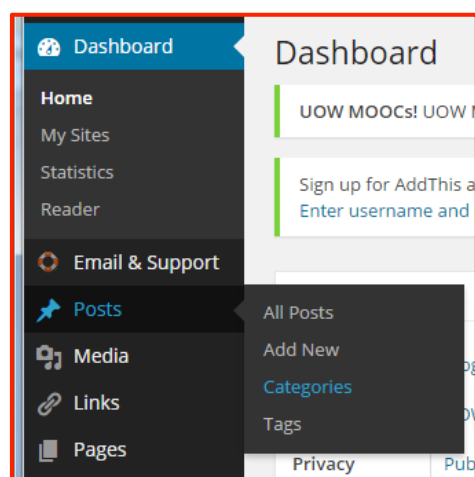 Dashboard
Home
My Sites
Statistics
Reader
Email & Support
Posts
Media
Links
Pages
All Posts
Add New
Categories
Tags
Dashboard
UOW MOOCs! UOW
Sign up for AddThis a
Enter username and
Privacy
Pub